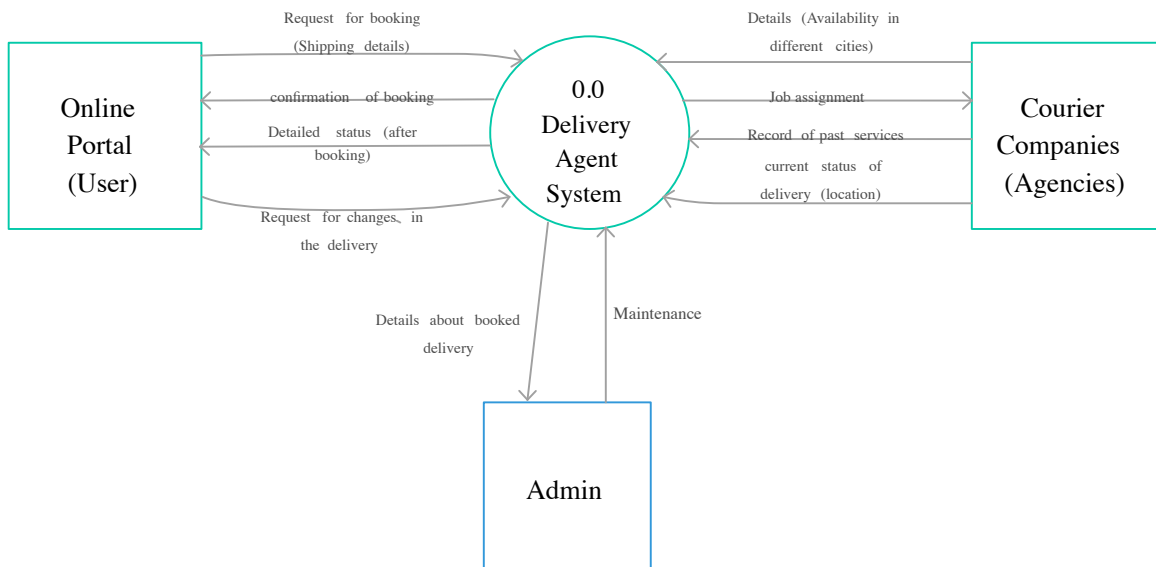 Request for booking
(Shipping details)
Details (Availability in
different cities)
Online
Portal
(User)
confirmation of booking
Detailed status (after
booking)
Request for changes, in
the delivery
0.0
Delivery
Agent
System
Job assignment
Record of past services
current status of
delivery (location)
Courier
Companies
(Agencies)
Details about booked
delivery
Maintenance
Admin